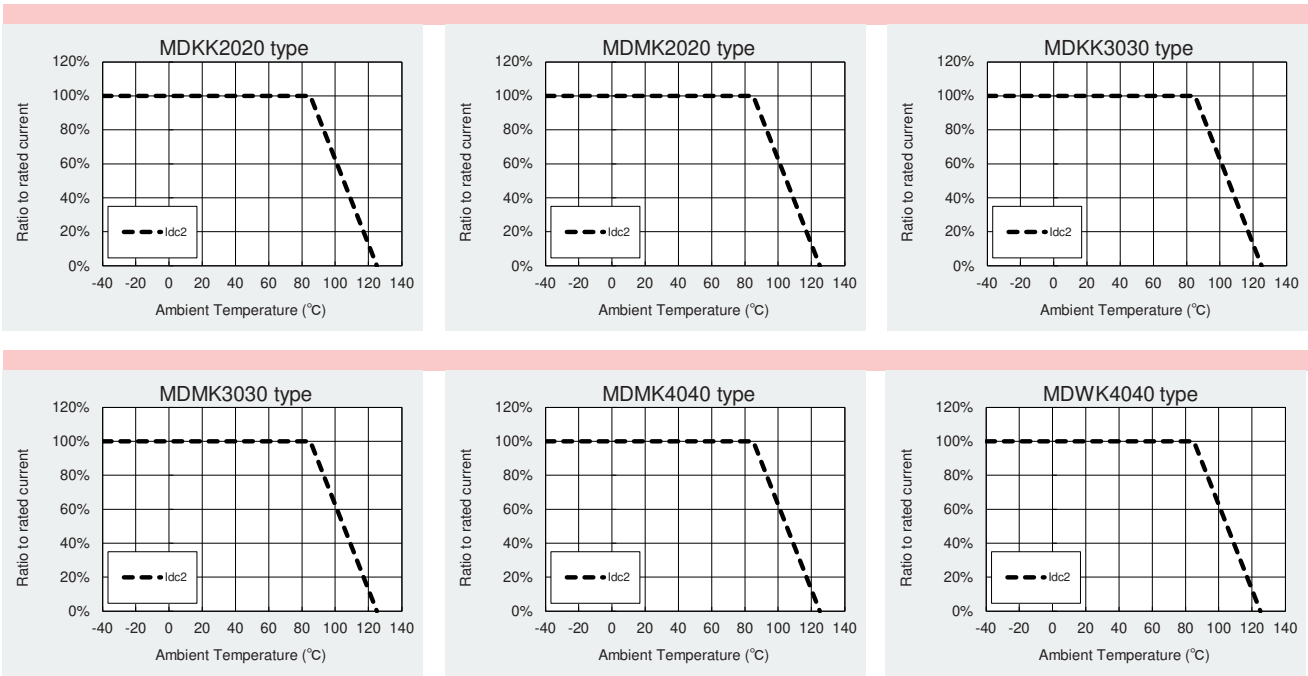 MDKK2020 type
120%
100%
80%
60%
40%
20%
0%
-40 -20 0 20 40 60 80 100 120 140
Ratio to rated current
Ambient Temperature (℃)
Idc2
MDMK2020 type
120%
100%
80%
60%
40%
20%
0%
-40 -20 0 20 40 60 80 100 120 140
Ratio to rated current
Ambient Temperature (℃)
Idc2
MDKK3030 type
120%
100%
80%
60%
40%
20%
0%
-40 -20 0 20 40 60 80 100 120 140
Ratio to rated current
Ambient Temperature (℃)
Idc2
MDMK3030 type
120%
100%
80%
60%
40%
20%
0%
-40 -20 0 20 40 60 80 100 120 140
Ratio to rated current
Ambient Temperature (℃)
Idc2
MDMK4040 type
120%
100%
80%
60%
40%
20%
0%
-40 -20 0 20 40 60 80 100 120 140
Ratio to rated current
Ambient Temperature (℃)
Idc2
MDWK4040 type
120%
100%
80%
60%
40%
20%
0%
-40 -20 0 20 40 60 80 100 120 140
Ratio to rated current
Ambient Temperature (℃)
Idc2